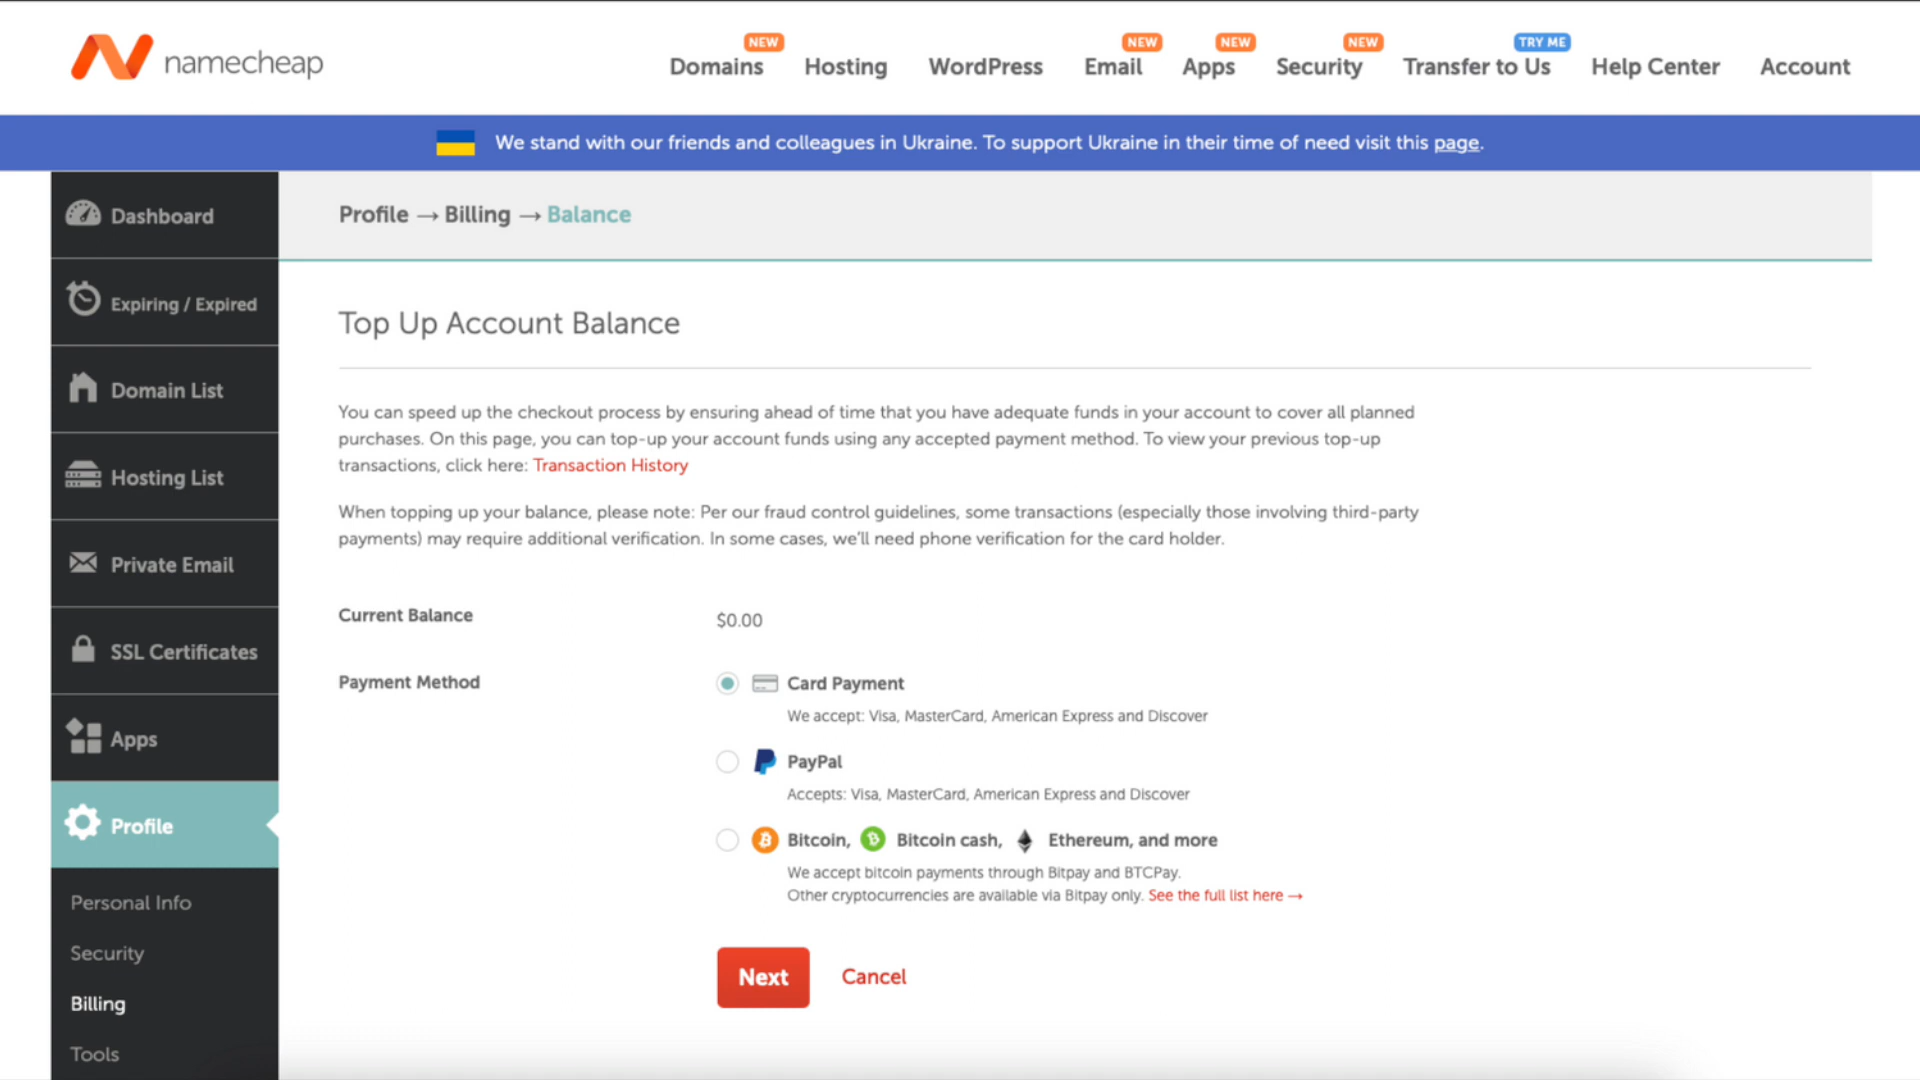 namecheap
NEW NEW NEW NEW TRY ME
Domains Hosting WordPress Email Apps Security Transfer to Us Help Center Account
We stand with our friends and colleagues in Ukraine. To support Ukraine in their time of need visit this page.
Dashboard
Expiring / Expired
Domain List
Hosting List
Private Email
SSL Certificates
Apps
Profile
Personal Info
Security
Billing
Tools
Profile → Billing → Balance
Top Up Account Balance
You can speed up the checkout process by ensuring ahead of time that you have adequate funds in your account to cover all planned
purchases. On this page, you can top-up your account funds using any accepted payment method. To view your previous top-up
transactions, click here: Transaction History
When topping up your balance, please note: Per our fraud control guidelines, some transactions (especially those involving third-party
payments) may require additional verification. In some cases, we'll need phone verification for the card holder.
Current Balance $0.00
Payment Method Card Payment
We accept: Visa, MasterCard, American Express and Discover
PayPal
Accepts: Visa, MasterCard, American Express and Discover
Bitcoin, Bitcoin cash, Ethereum, and more
We accept bitcoin payments through Bitpay and BTCPay.
Other cryptocurrencies are available via Bitpay only. See the full list here →
Next Cancel